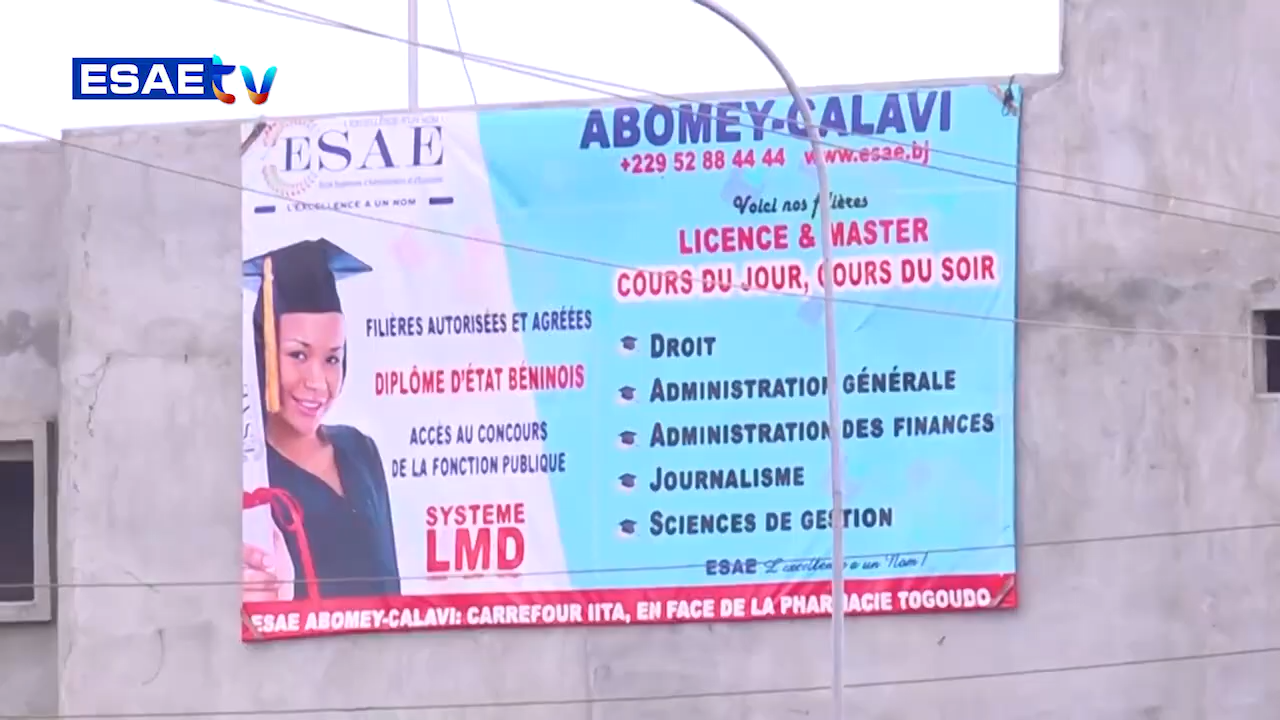 ESAEtv
ESAE
L'EXCELLENCE A UN NOM
ABOMEY-CALAVI
+229 52 88 44 44 www.esae.bj
Voici nos filières
LICENCE & MASTER
COURS DU JOUR, COURS DU SOIR
FILIÈRES AUTORISÉES ET AGRÉÉES
DIPLÔME D'ÉTAT BÉNINOIS
ACCÈS AU CONCOURS
DE LA FONCTION PUBLIQUE
SYSTEME
LMD
DROIT
ADMINISTRATION GÉNÉRALE
ADMINISTRATION DES FINANCES
JOURNALISME
SCIENCES DE GESTION
ESAE L'excellence a un Nom!
ESAE ABOMEY-CALAVI: CARREFOUR IITA, EN FACE DE LA PHARMACIE TOGOUDO